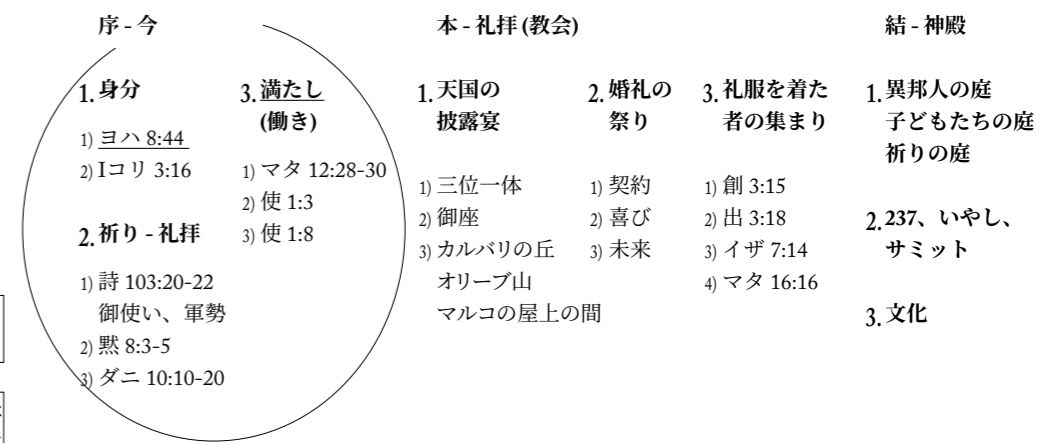 序 - 今
1. 身分
1) ヨハ 8:44
2) Iコリ 3:16
2. 祈り - 礼拝
1) 詩 103:20-22
御使い、軍勢
2) 黙 8:3-5
3) ダニ 10:10-20
3. 満たし
(働き)
1) マタ 12:28-30
2) 使 1:3
3) 使 1:8
本 - 礼拝 (教会)
1. 天国の
披露宴
1) 三位一体
2) 御座
3) カルバリの丘
オリーブ山
マルコの屋上の間
2. 婚礼の
祭り
1) 契約
2) 喜び
3) 未来
3. 礼服を着た
者の集まり
1) 創 3:15
2) 出 3:18
3) イザ 7:14
4) マタ 16:16
結 - 神殿
1. 異邦人の庭
子どもたちの庭
祈りの庭
2. 237、いやし、
サミット
3. 文化